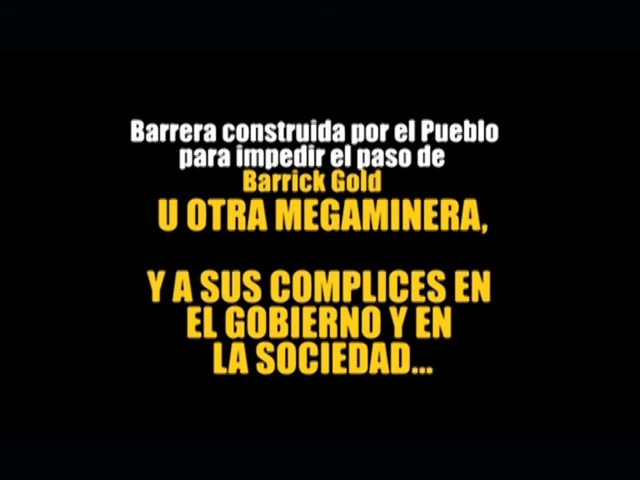 Barrera construida por el Pueblo
para impedir el paso de
Barrick Gold
U OTRA MEGAMINERA,
Y A SUS COMPLICES EN
EL GOBIERNO Y EN
LA SOCIEDAD...